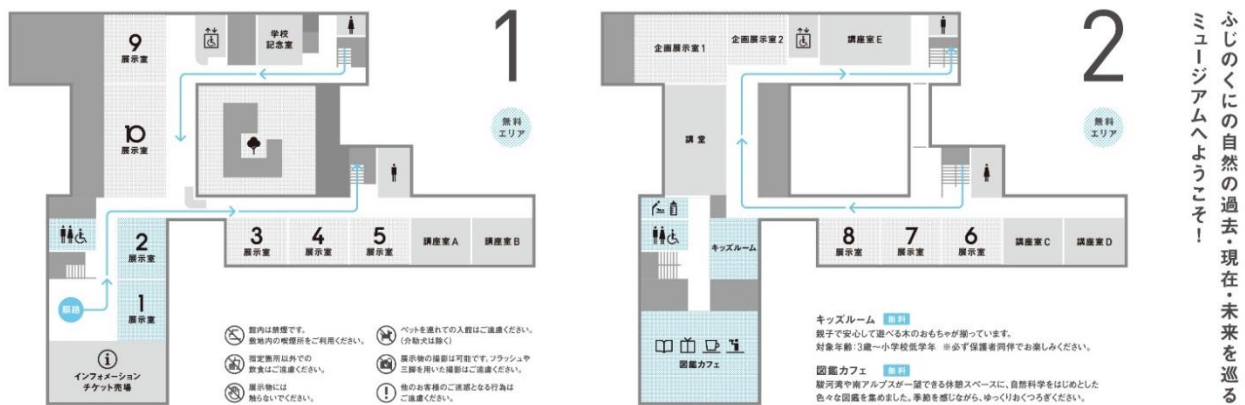 1
無料
エリア
9
展示室
学校
記念室
10
展示室
2
展示室
3
展示室
4
展示室
5
展示室
講座室A
講座室B
順路
1
展示室
インフォメーション
チケット売場
館内は禁煙です。
敷地内の喫煙所をご利用ください。
指定箇所以外での
飲食はご遠慮ください。
展示物には
触らないでください。
ペットを連れての入館はご遠慮ください。
(介助犬は除く)
展示物の撮影は可能です。フラッシュや
三脚を用いた撮影はご遠慮ください。
他のお客様のご迷惑となる行為は
ご遠慮ください。
2
無料
エリア
企画展示室1
企画展示室2
講座室E
講堂
キッズルーム
8
展示室
7
展示室
6
展示室
講座室C
講座室D
図鑑カフェ
キッズルーム 無料
親子で安心して遊べる木のおもちゃが揃っています。
対象年齢:3歳〜小学校低学年 ※必ず保護者同伴でお楽しみください。
図鑑カフェ 無料
駿河湾や南アルプスが一望できる休憩スペースに、自然科学をはじめとした
色々な図鑑を集めました。季節を感じながら、ゆっくりおくつろぎください。
ふじのくにの自然の過去・現在・未来を巡る
ミュージアムへようこそ!